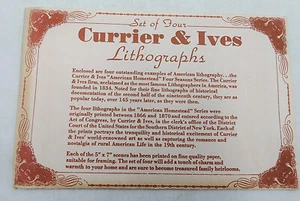 Set of Four
Currier & Ives
Lithographs
Enclosed are four outstanding examples of American lithography. . .the
Currier & Ives "American Homestead" Four Season Series. The Currier
& Ives firm, acclaimed as the most famous Lithographers in America, was
founded in 1834. Noted for their fine lithographs of historical
documentation of the second half of the nineteenth century, they are as
popular today, over 145 years later, as they were then.
The four lithographs in the "American Homestead" Series were
originally printed between 1866 and 1870 and entered according to the
Act of Congress, by Currier & Ives, in the clerk's office of the District
Court of the United States for the Southern District of New York. Each of
the prints portrays the tranquility and historical excitement of Currier
& Ives' world-renowned art as well as capturing the romance and
nostalgia of rural American Life in the 19th century.
Each of the 5" x 7" scenes has been printed on fine quality paper,
suitable for framing. The set of four will add a touch of charm and
warmth to your home and are sure to become treasured family heirlooms.